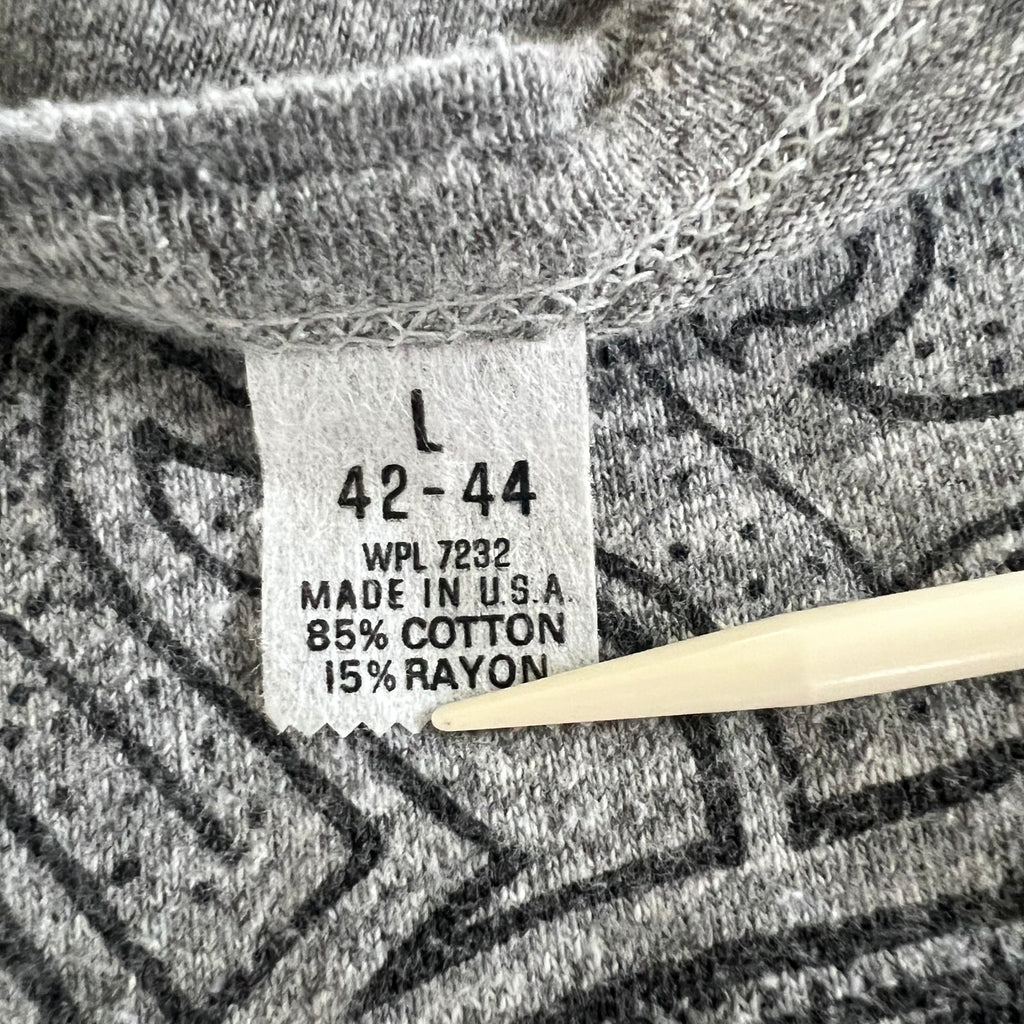 L
42-44
WPL 7232
MADE IN U.S.A.
85% COTTON
15% RAYON